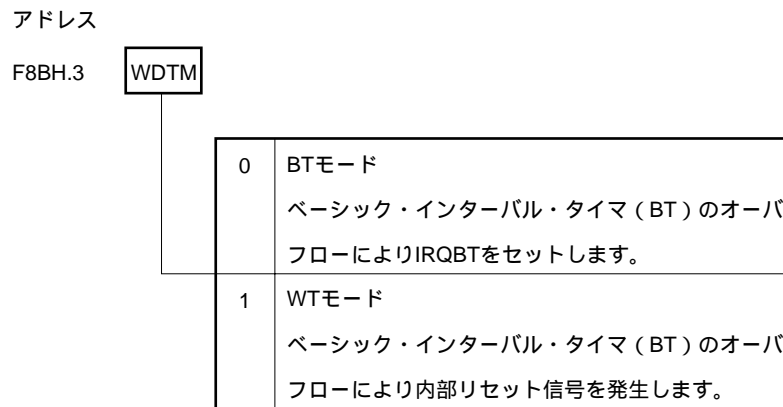 アドレス
F8BH.3 WDTM
0 BTモード
ベーシック・インターバル・タイマ（BT）のオーバ
フローによりIRQBTをセットします。
1 WTモード
ベーシック・インターバル・タイマ（BT）のオーバ
フローにより内部リセット信号を発生します。